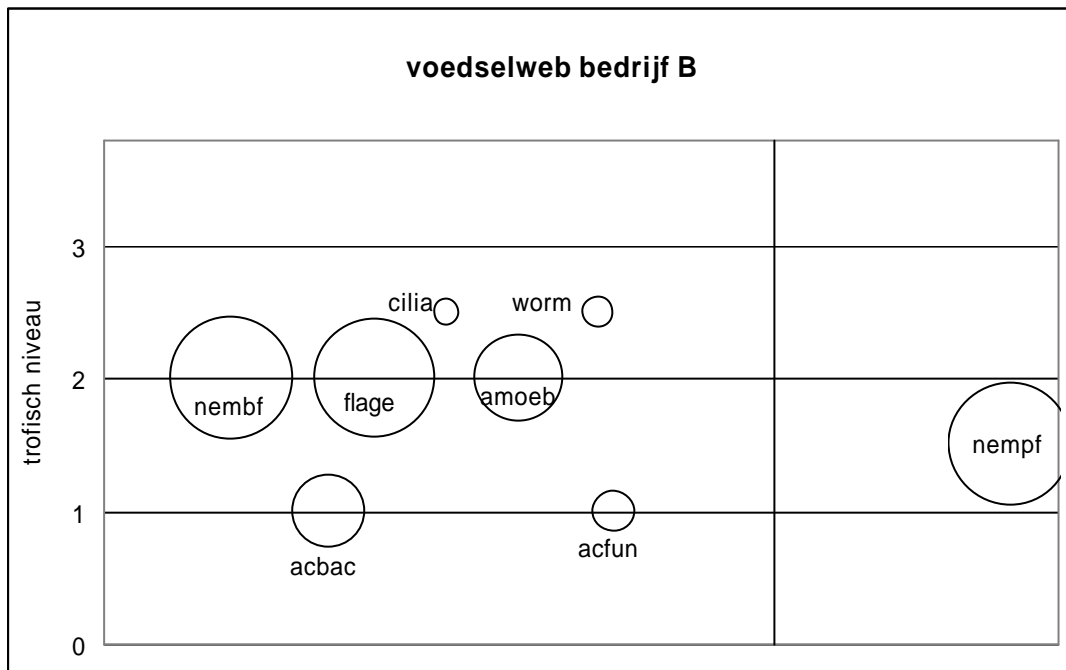 voedselweb bedrijf B
trofisch niveau
3
2
1
0
cilia
worm
nembf
flage
amoeb
nempf
acbac
acfun